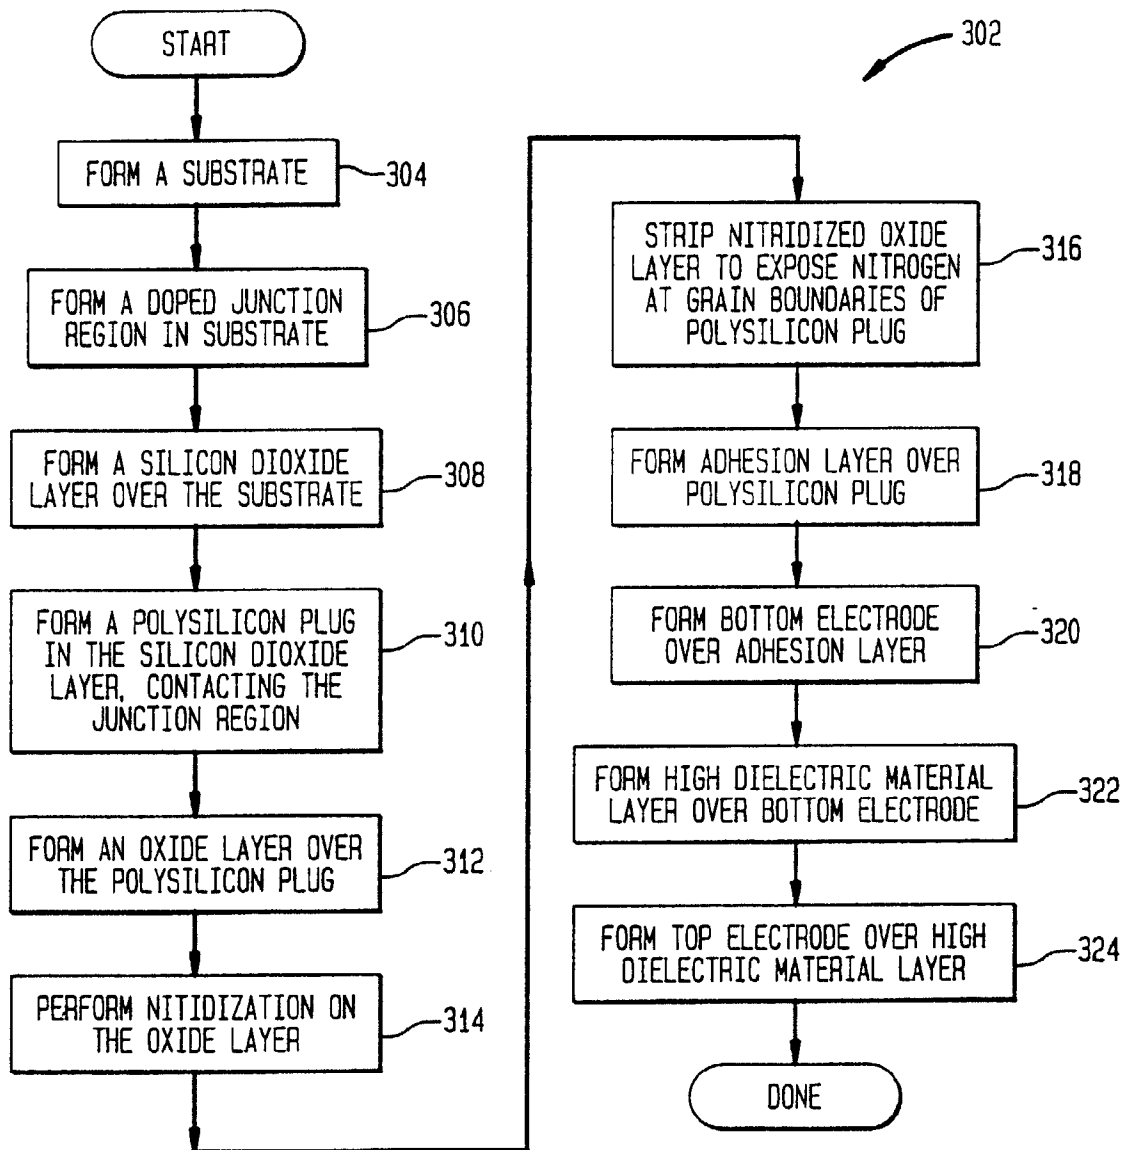 START
302
FORM A SUBSTRATE
304
FORM A DOPED JUNCTION
REGION IN SUBSTRATE
306
FORM A SILICON DIOXIDE
LAYER OVER THE SUBSTRATE
308
FORM A POLYSILICON PLUG
IN THE SILICON DIOXIDE
LAYER, CONTACTING THE
JUNCTION REGION
310
FORM AN OXIDE LAYER OVER
THE POLYSILICON PLUG
312
PERFORM NITIDIZATION ON
THE OXIDE LAYER
314
STRIP NITRIDIZED OXIDE
LAYER TO EXPOSE NITROGEN
AT GRAIN BOUNDARIES OF
POLYSILICON PLUG
316
FORM ADHESION LAYER OVER
POLYSILICON PLUG
318
FORM BOTTOM ELECTRODE
OVER ADHESION LAYER
320
FORM HIGH DIELECTRIC MATERIAL
LAYER OVER BOTTOM ELECTRODE
322
FORM TOP ELECTRODE OVER HIGH
DIELECTRIC MATERIAL LAYER
324
DONE